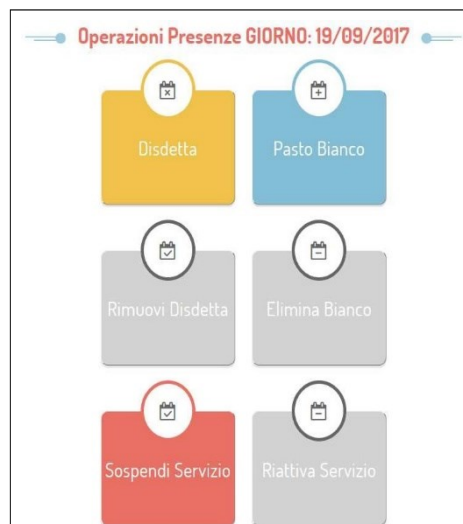 Operazioni Presenze GIORNO: 19/09/2017
Disdetta
Pasto Bianco
Rimuovi Disdetta
Elimina Bianco
Sospendi Servizio
Riattiva Servizio